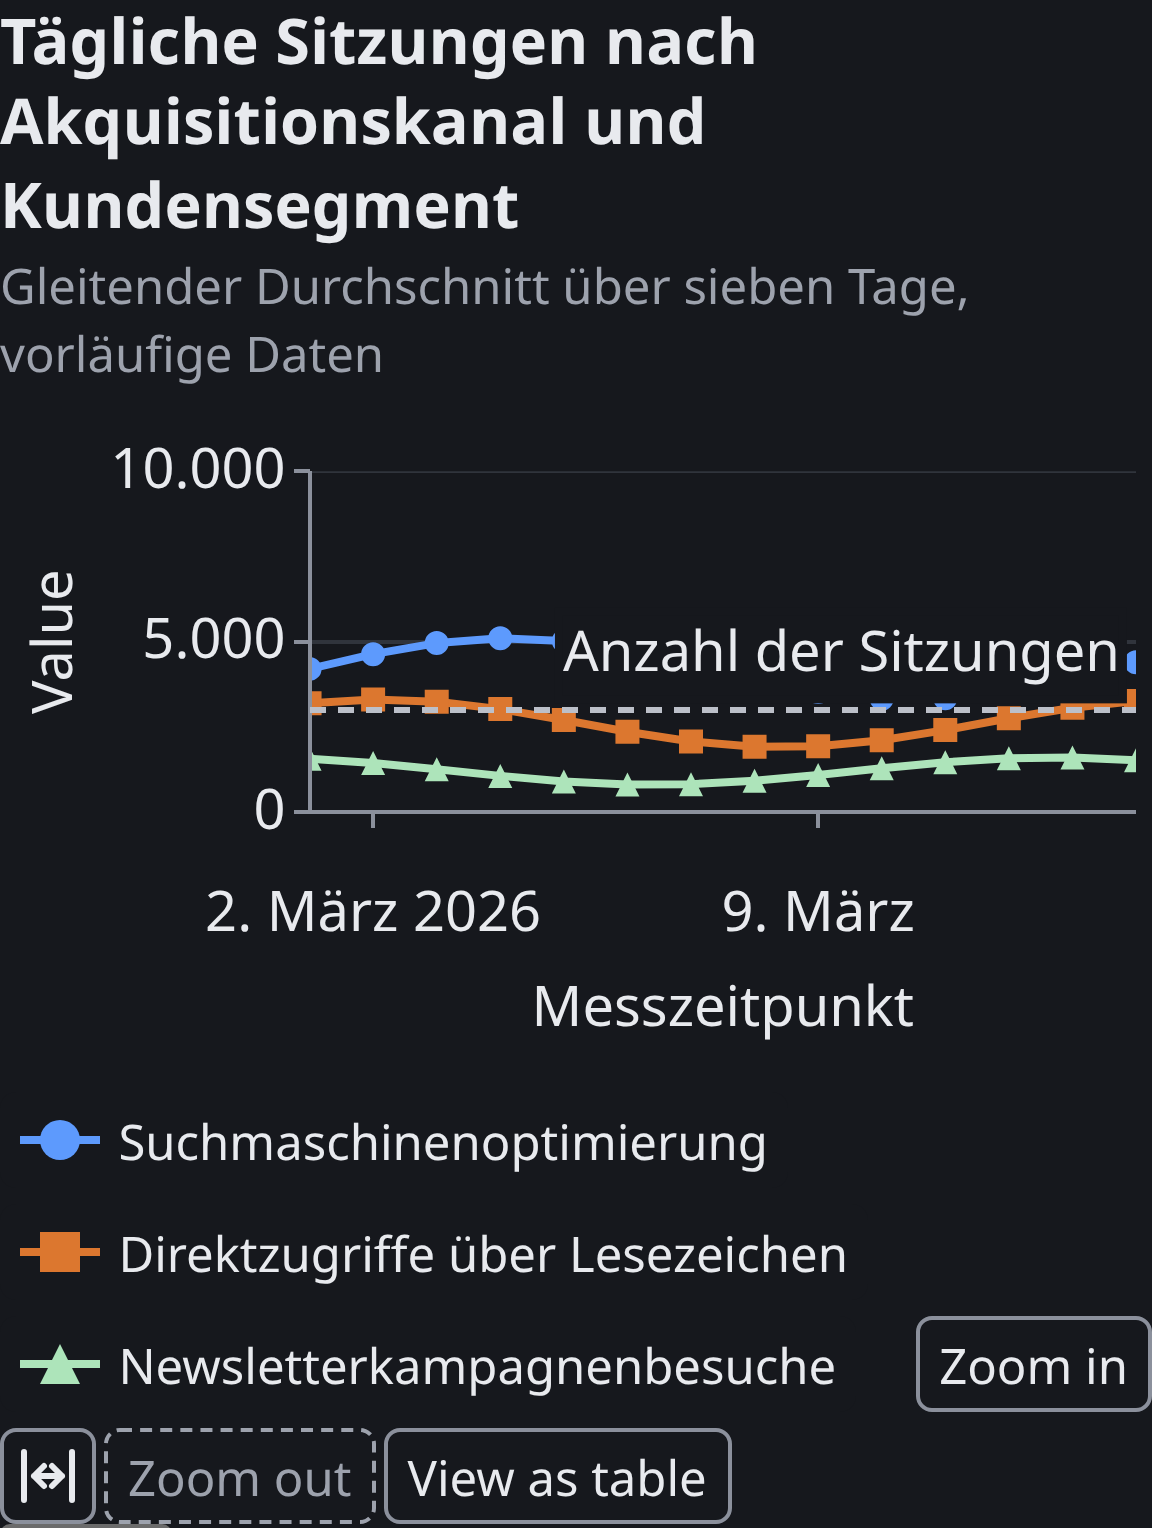 Tägliche Sitzungen nach
Akquisitionskanal und
Kundensegment
Gleitender Durchschnitt über sieben Tage,
vorläufige Daten
10.000
5.000
0
Value
Anzahl der Sitzungen
2. März 2026
9. März
Messzeitpunkt
Suchmaschinenoptimierung
Direktzugriffe über Lesezeichen
Newsletterkampagnenbesuche
Zoom in
Zoom out
View as table